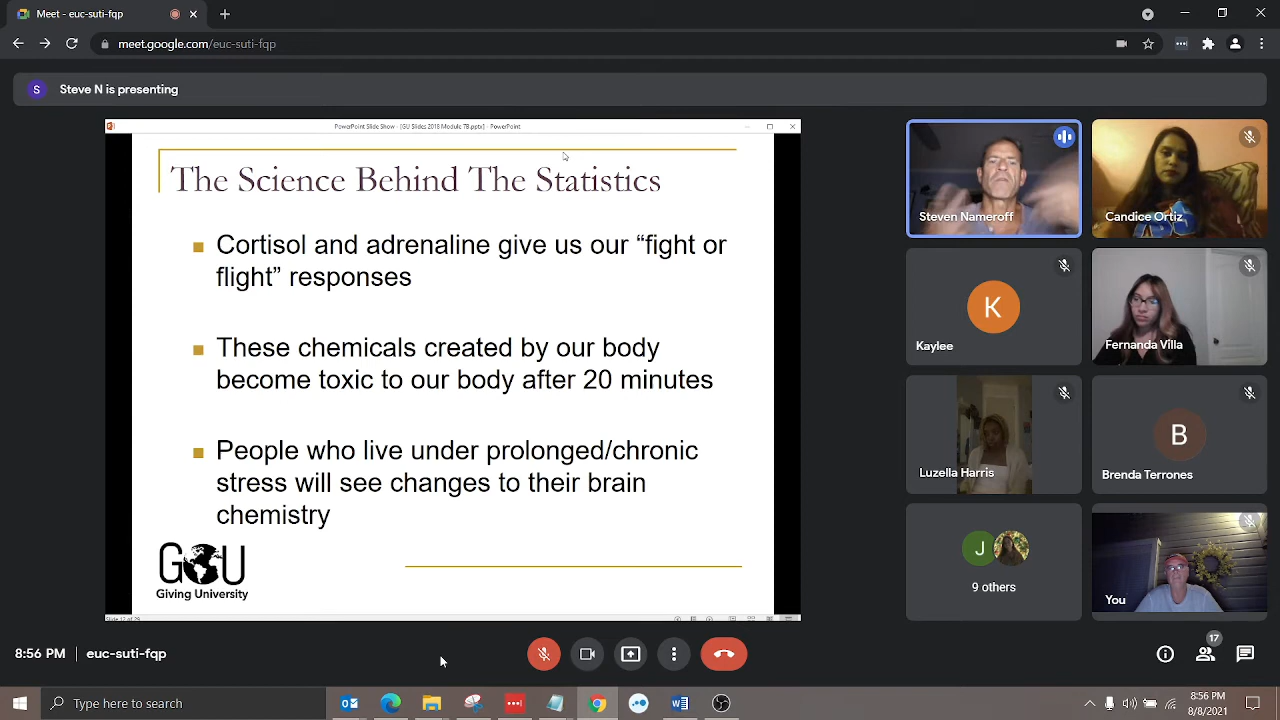 Meet - euc-suti-fqp
meet.google.com/euc-suti-fqp
S
Steve N is presenting
PowerPoint Slide Show - [GU Slides 2018 Module 7B.pptx] - PowerPoint
The Science Behind The Statistics
Cortisol and adrenaline give us our “fight or
flight” responses
These chemicals created by our body
become toxic to our body after 20 minutes
People who live under prolonged/chronic
stress will see changes to their brain
chemistry
GU
Giving University
Steven Nameroff
Candice Ortiz
K
Kaylee
Fernanda Villa
Luzella Harris
B
Brenda Terrones
J
9 others
You
8:56 PM
euc-suti-fqp
17
Type here to search
8:56 PM
8/8/2021